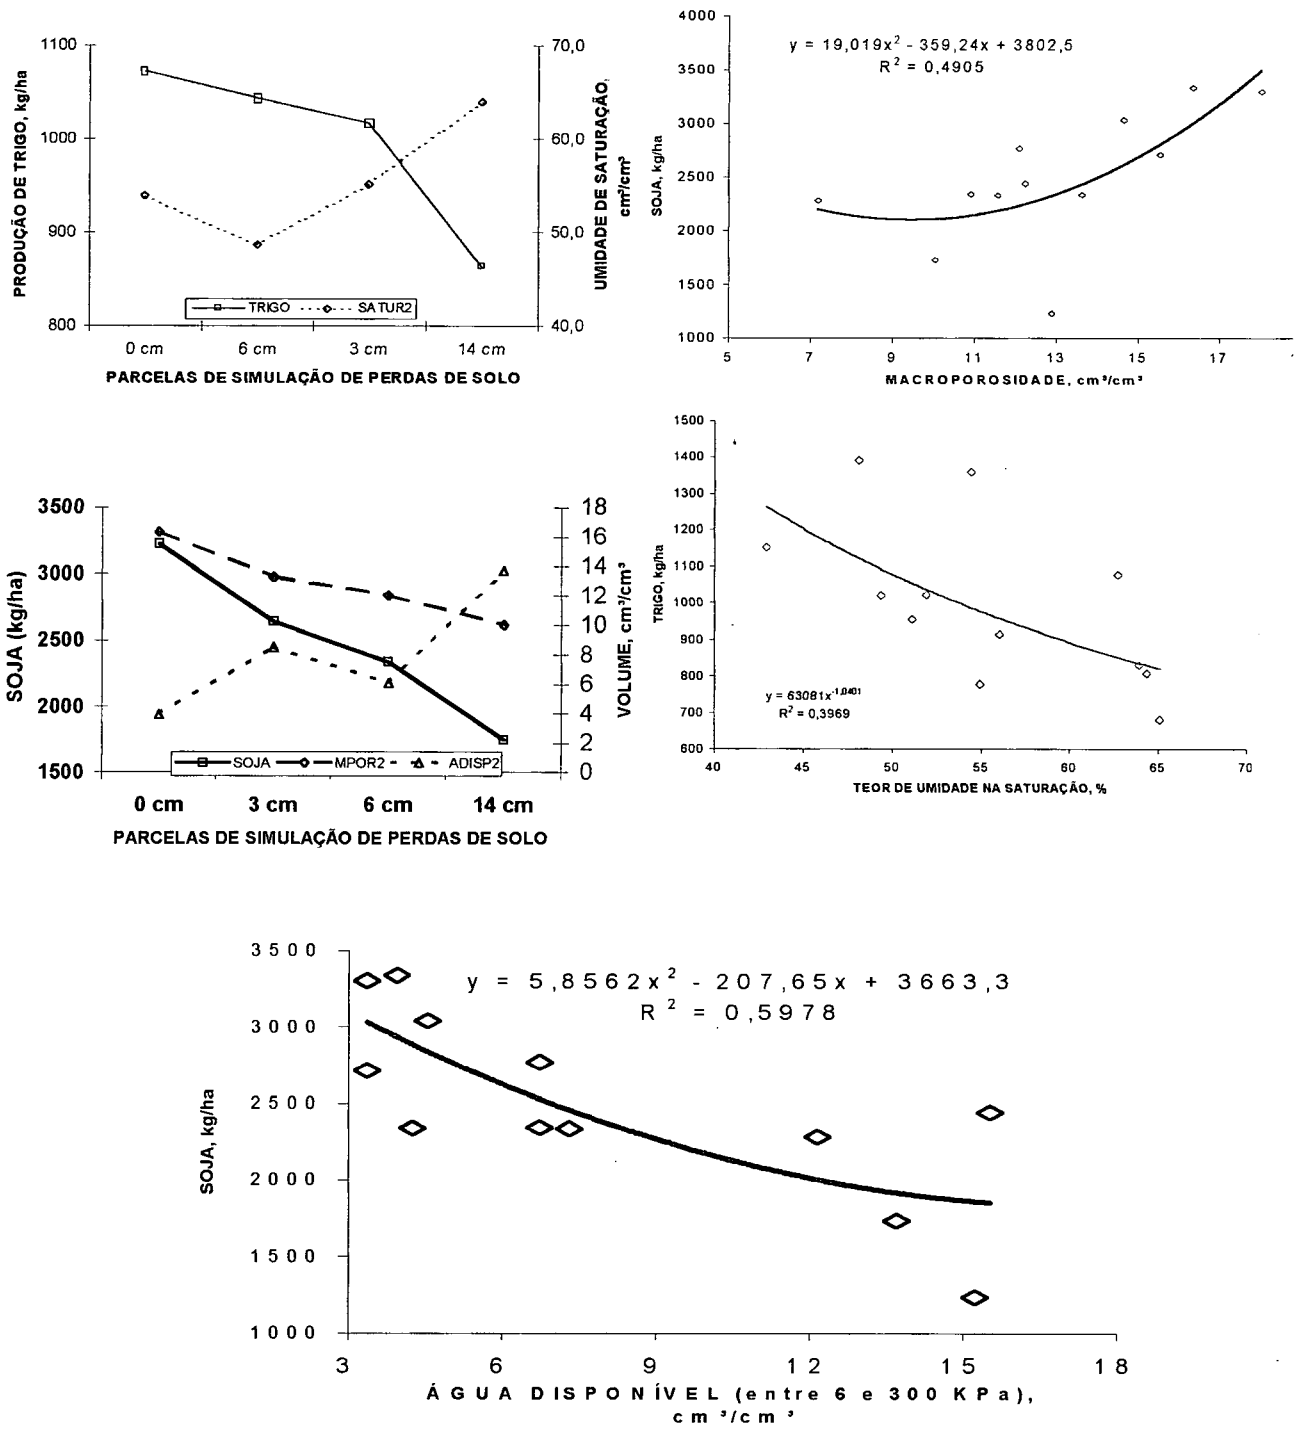 1100
1000
900
800
PRODUÇÃO DE TRIGO, kg/ha
70,0
60,0
50,0
40,0
UMIDADE DE SATURAÇÃO,
cm³/cm³
TRIGO
SATUR2
0 cm
6 cm
3 cm
14 cm
PARCELAS DE SIMULAÇÃO DE PERDAS DE SOLO
4000
3500
3000
2500
2000
1500
1000
SOJA, kg/ha
y = 19,019x² - 359,24x + 3802,5
R² = 0,4905
5
7
9
11
13
15
17
MACROPOROSIDADE, cm³/cm³
3500
3000
2500
2000
1500
SOJA (kg/ha)
18
16
14
12
10
8
6
4
2
0
VOLUME, cm³/cm³
SOJA
MPOR2
ADISP2
0 cm
3 cm
6 cm
14 cm
PARCELAS DE SIMULAÇÃO DE PERDAS DE SOLO
1500
1400
1300
1200
1100
1000
900
800
700
600
TRIGO, kg/ha
y = 63081x⁻¹,⁰⁴⁰¹
R² = 0,3969
40
45
50
55
60
65
70
TEOR DE UMIDADE NA SATURAÇÃO, %
3500
3000
2500
2000
1500
1000
SOJA, kg/ha
y = 5,8562x² - 207,65x + 3663,3
R² = 0,5978
3
6
9
12
15
18
ÁGUA DISPONÍVEL (entre 6 e 300 KPa),
cm³/cm³